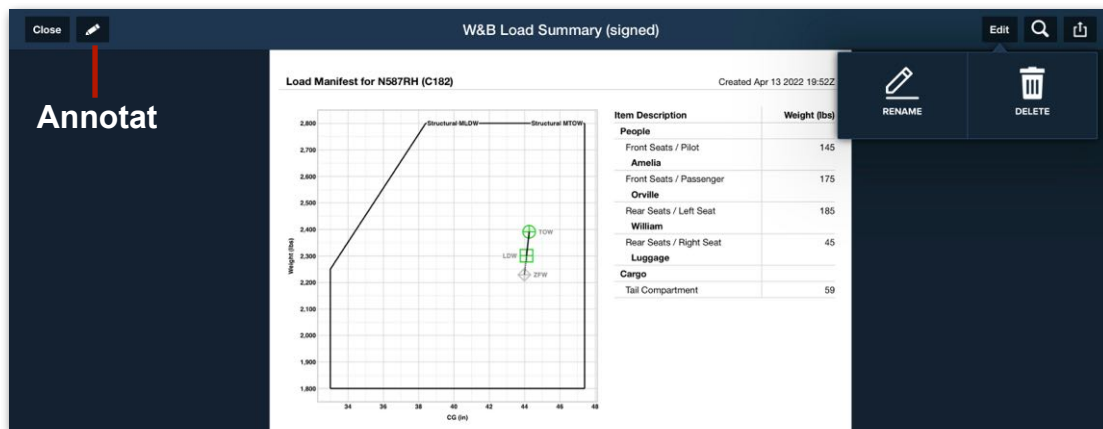 Close
W&B Load Summary (signed)
Edit
RENAME
DELETE
Annotat
Load Manifest for N587RH (C182)
Created Apr 13 2022 19:52Z
2,800
2,700
2,600
2,500
2,400
2,300
2,200
2,100
2,000
1,900
1,800
Weight (lbs)
Structural MLDW
Structural MTOW
TOW
LDW
ZFW
34 36 38 40 42 44 46 48
CG (in)
Item Description Weight (lbs)
People
Front Seats / Pilot 145
Amelia
Front Seats / Passenger 175
Orville
Rear Seats / Left Seat 185
William
Rear Seats / Right Seat 45
Luggage
Cargo
Tail Compartment 59